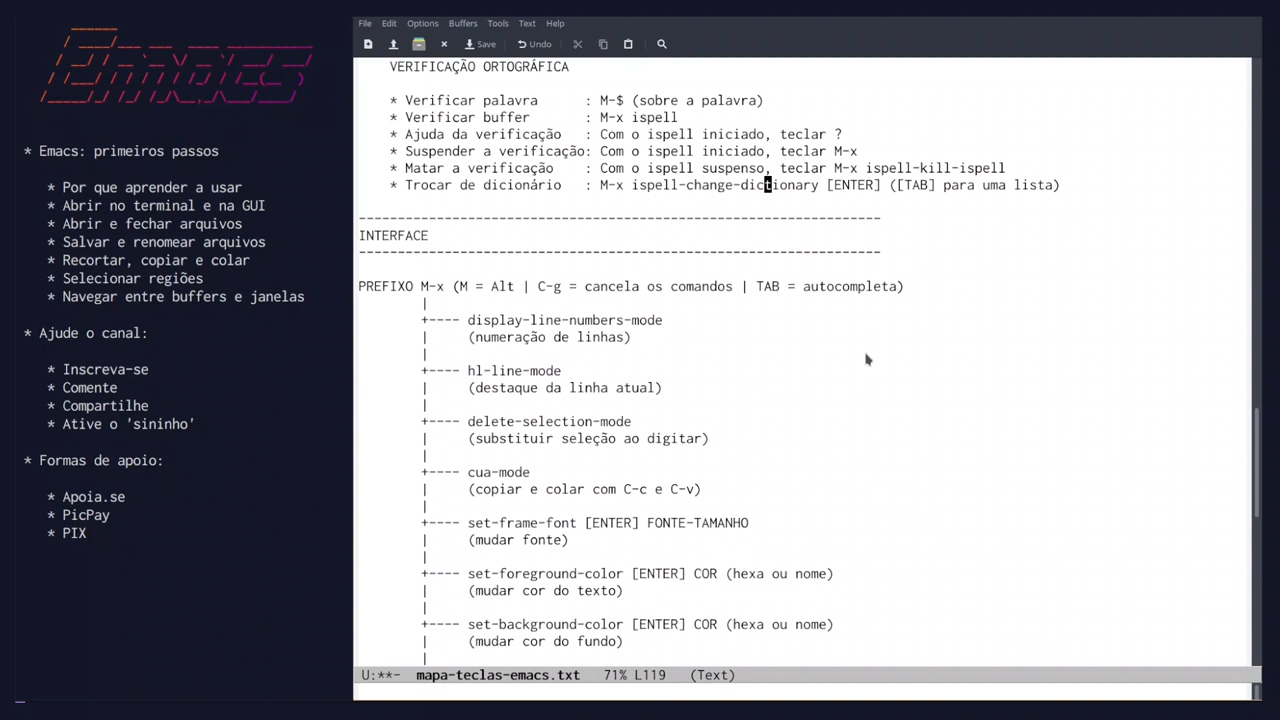 Emacs
* Emacs: primeiros passos
* Por que aprender a usar
* Abrir no terminal e na GUI
* Abrir e fechar arquivos
* Salvar e renomear arquivos
* Recortar, copiar e colar
* Selecionar regiões
* Navegar entre buffers e janelas
* Ajude o canal:
* Inscreva-se
* Comente
* Compartilhe
* Ative o 'sininho'
* Formas de apoio:
* Apoia.se
* PicPay
* PIX
File Edit Options Buffers Tools Text Help
Save Undo
VERIFICAÇÃO ORTOGRÁFICA
* Verificar palavra : M-$ (sobre a palavra)
* Verificar buffer : M-x ispell
* Ajuda da verificação : Com o ispell iniciado, teclar ?
* Suspender a verificação: Com o ispell iniciado, teclar M-x
* Matar a verificação : Com o ispell suspenso, teclar M-x ispell-kill-ispell
* Trocar de dicionário : M-x ispell-change-dictionary [ENTER] ([TAB] para uma lista)
-------------------------------------------------------------------
INTERFACE
-------------------------------------------------------------------
PREFIXO M-x (M = Alt | C-g = cancela os comandos | TAB = autocompleta)
|
+---- display-line-numbers-mode
| (numeração de linhas)
|
+---- hl-line-mode
| (destaque da linha atual)
|
+---- delete-selection-mode
| (substituir seleção ao digitar)
|
+---- cua-mode
| (copiar e colar com C-c e C-v)
|
+---- set-frame-font [ENTER] FONTE-TAMANHO
| (mudar fonte)
|
+---- set-foreground-color [ENTER] COR (hexa ou nome)
| (mudar cor do texto)
|
+---- set-background-color [ENTER] COR (hexa ou nome)
| (mudar cor do fundo)
|
U:**- mapa-teclas-emacs.txt 71% L119 (Text)